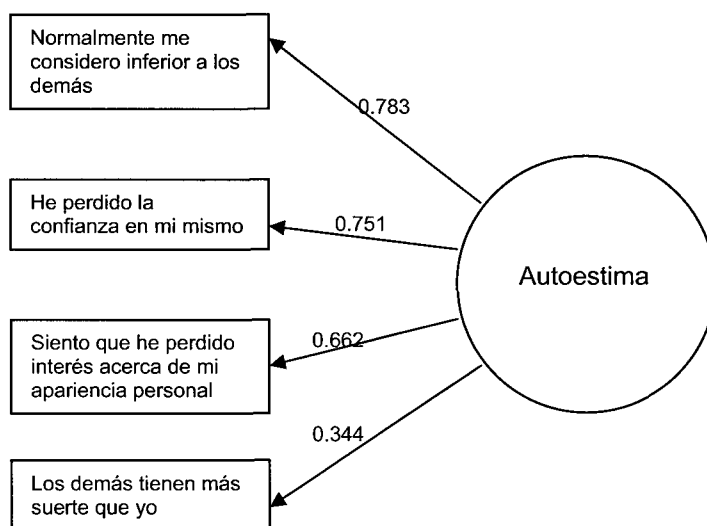 Normalmente me
considero inferior a los
demás
0.783
He perdido la
confianza en mi mismo
0.751
Autoestima
Siento que he perdido
interés acerca de mi
apariencia personal
0.662
0.344
Los demás tienen más
suerte que yo